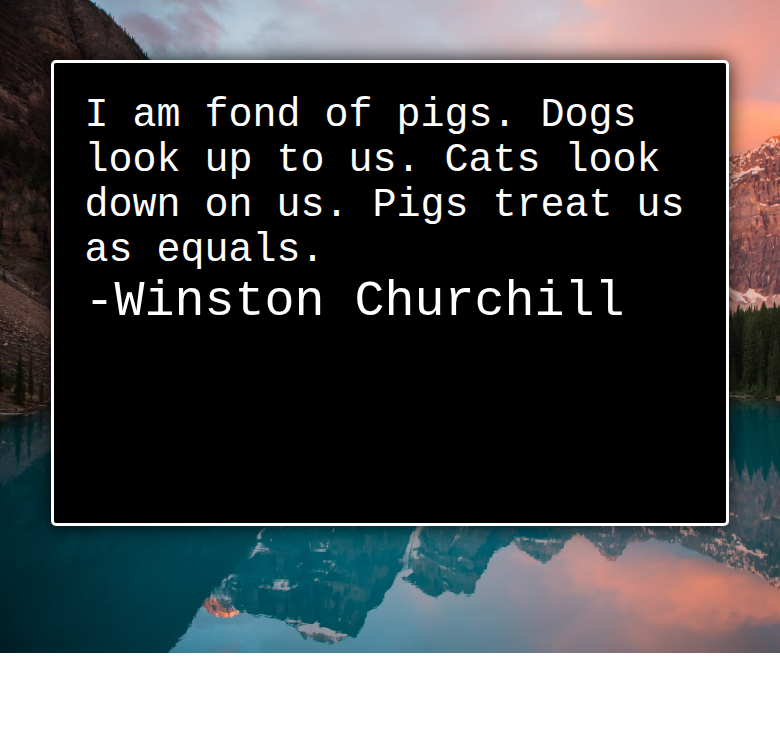 I am fond of pigs. Dogs
look up to us. Cats look
down on us. Pigs treat us
as equals.
-Winston Churchill